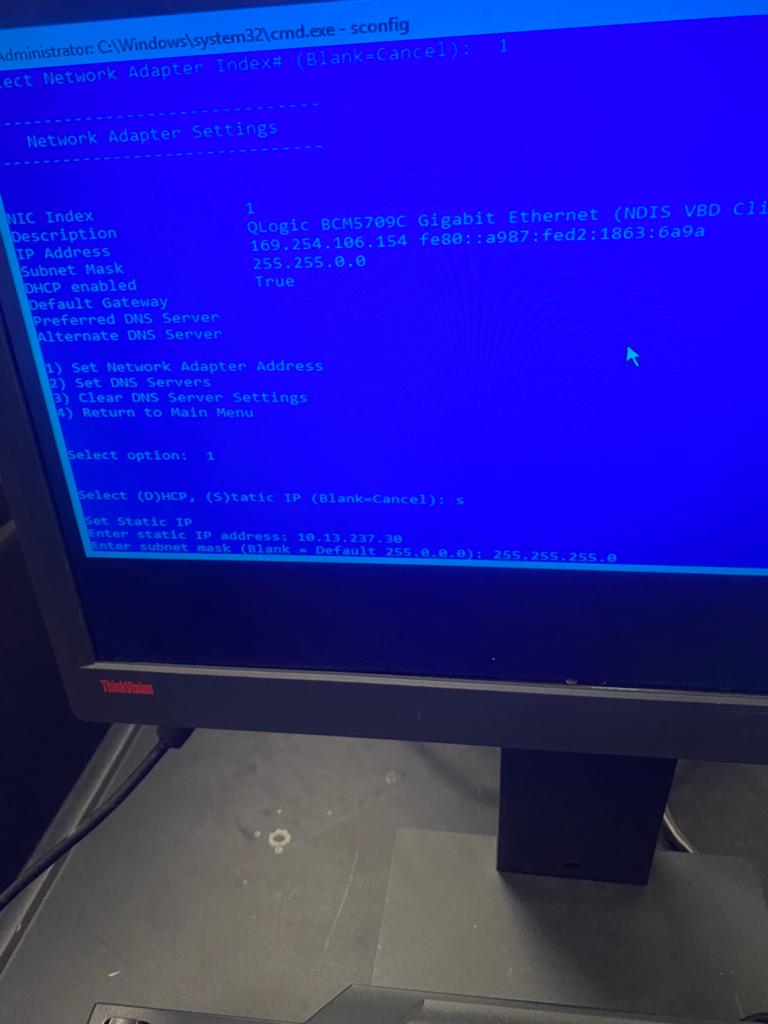 Administrator: C:\Windows\system32\cmd.exe - sconfig
ect Network Adapter Index# (Blank=Cancel): 1
--------------------------------
Network Adapter Settings
--------------------------------
NIC Index 1
Description QLogic BCM5709C Gigabit Ethernet (NDIS VBD Cli
IP Address 169.254.106.154 fe80::a987:fed2:1863:6a9a
Subnet Mask 255.255.0.0
DHCP enabled True
Default Gateway
Preferred DNS Server
Alternate DNS Server
1) Set Network Adapter Address
2) Set DNS Servers
3) Clear DNS Server Settings
4) Return to Main Menu
Select option: 1
Select (D)HCP, (S)tatic IP (Blank=Cancel): s
Set Static IP
Enter static IP address: 10.13.237.30
Enter subnet mask (Blank = Default 255.0.0.0): 255.255.255.0
ThinkVision